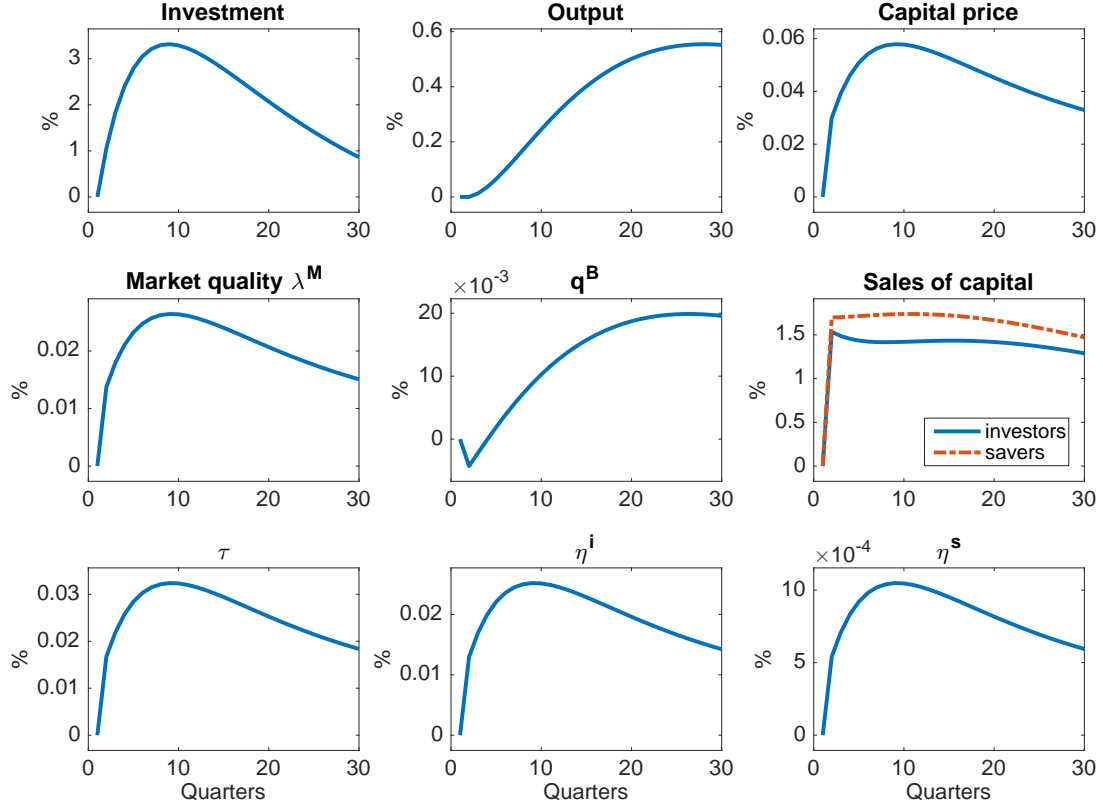 Investment
3
2
1
0
%
0 10 20 30
Output
0.6
0.4
0.2
0
%
0 10 20 30
Capital price
0.06
0.04
0.02
0
%
0 10 20 30
Market quality λ^M
0.02
0.01
0
%
0 10 20 30
×10^-3
q^B
20
10
0
%
0 10 20 30
Sales of capital
1.5
1
0.5
0
%
investors
savers
0 10 20 30
τ
0.03
0.02
0.01
0
%
0 10 20 30
Quarters
η^i
0.02
0.01
0
%
0 10 20 30
Quarters
×10^-4
η^s
10
5
0
%
0 10 20 30
Quarters